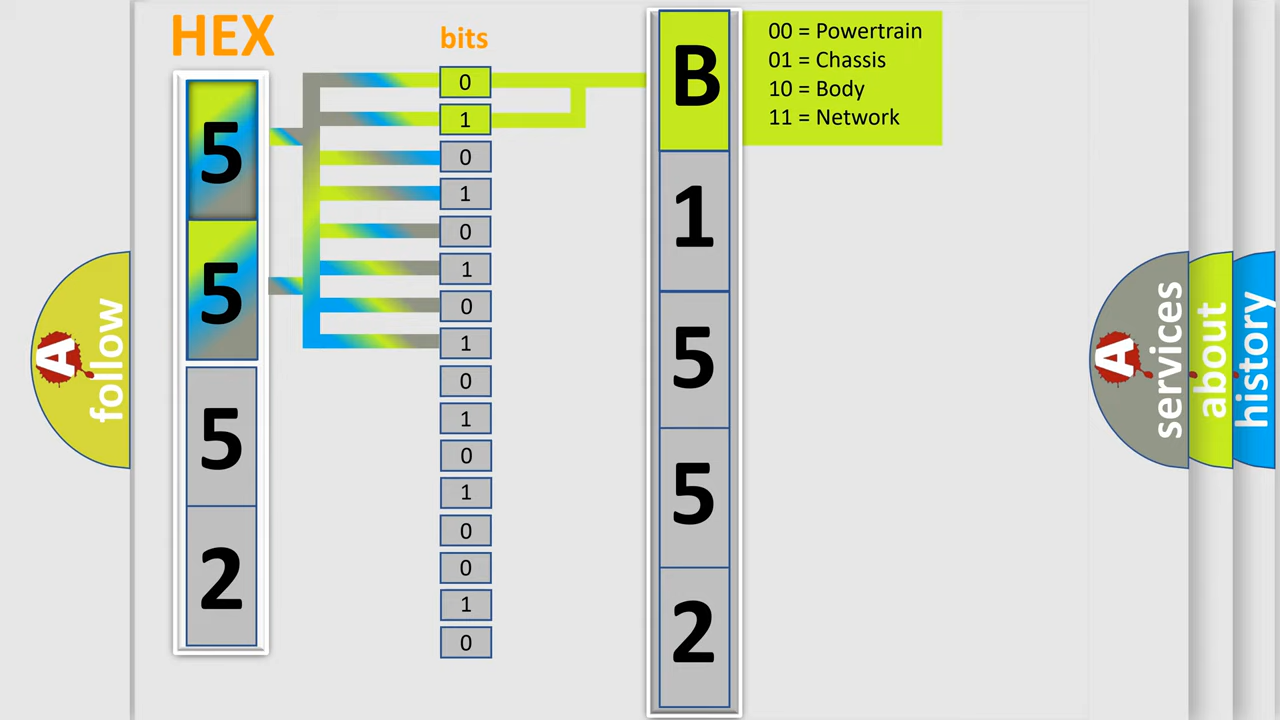 HEX
bits
5
5
5
2
0
1
0
1
0
1
0
1
0
1
0
1
0
0
1
0
B
1
5
5
2
00 = Powertrain
01 = Chassis
10 = Body
11 = Network
A
follow
A
services
about
history